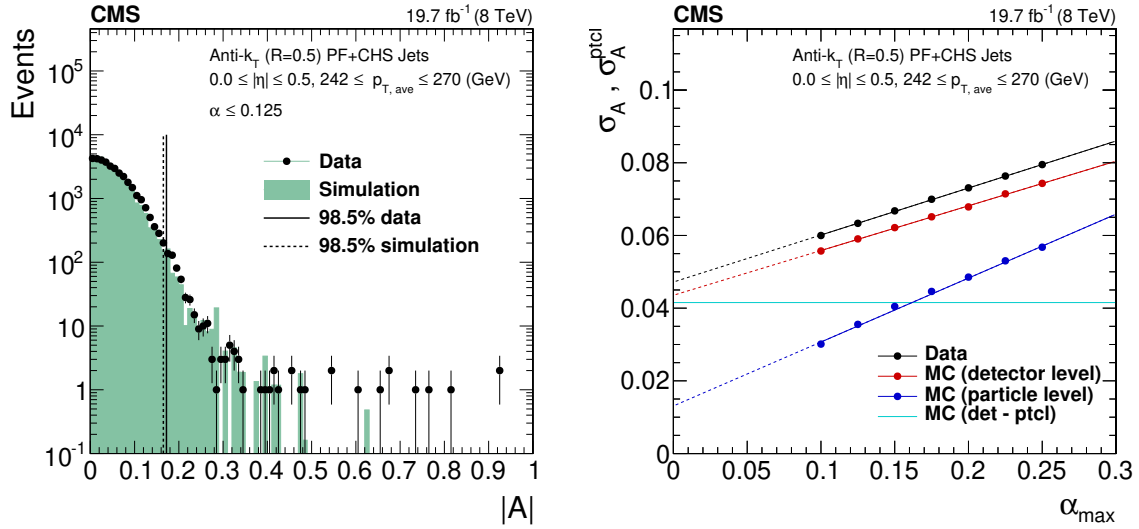 CMS
19.7 fb⁻¹ (8 TeV)
Events
10⁵
10⁴
10³
10²
10
1
10⁻¹
Anti-k_T (R=0.5) PF+CHS Jets
0.0 ≤ |η| ≤ 0.5, 242 ≤ p_T, ave ≤ 270 (GeV)
α ≤ 0.125
Data
Simulation
98.5% data
98.5% simulation
0 0.1 0.2 0.3 0.4 0.5 0.6 0.7 0.8 0.9 1
|A|
CMS
19.7 fb⁻¹ (8 TeV)
σ_A , σ_A^ptcl
0.1
0.08
0.06
0.04
0.02
0
Anti-k_T (R=0.5) PF+CHS Jets
0.0 ≤ |η| ≤ 0.5, 242 ≤ p_T, ave ≤ 270 (GeV)
Data
MC (detector level)
MC (particle level)
MC (det - ptcl)
0 0.05 0.1 0.15 0.2 0.25 0.3
α_max